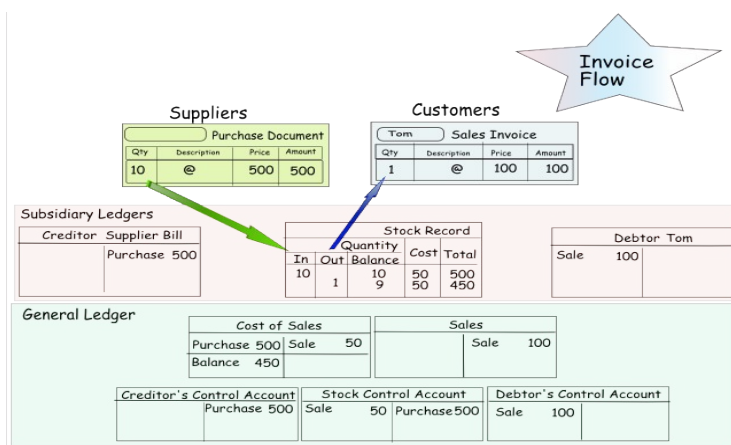 Invoice
Flow
Suppliers
Customers
Purchase Document
Qty Description Price Amount
10 @ 500 500
Tom Sales Invoice
Qty Description Price Amount
1 @ 100 100
Subsidiary Ledgers
Creditor Supplier Bill
Purchase 500
Stock Record
Quantity
In Out Balance Cost Total
10 10 50 500
1 9 50 450
Debtor Tom
Sale 100
General Ledger
Cost of Sales
Purchase 500 Sale 50
Balance 450
Sales
Sale 100
Creditor's Control Account
Purchase 500
Stock Control Account
Sale 50 Purchase500
Debtor's Control Account
Sale 100